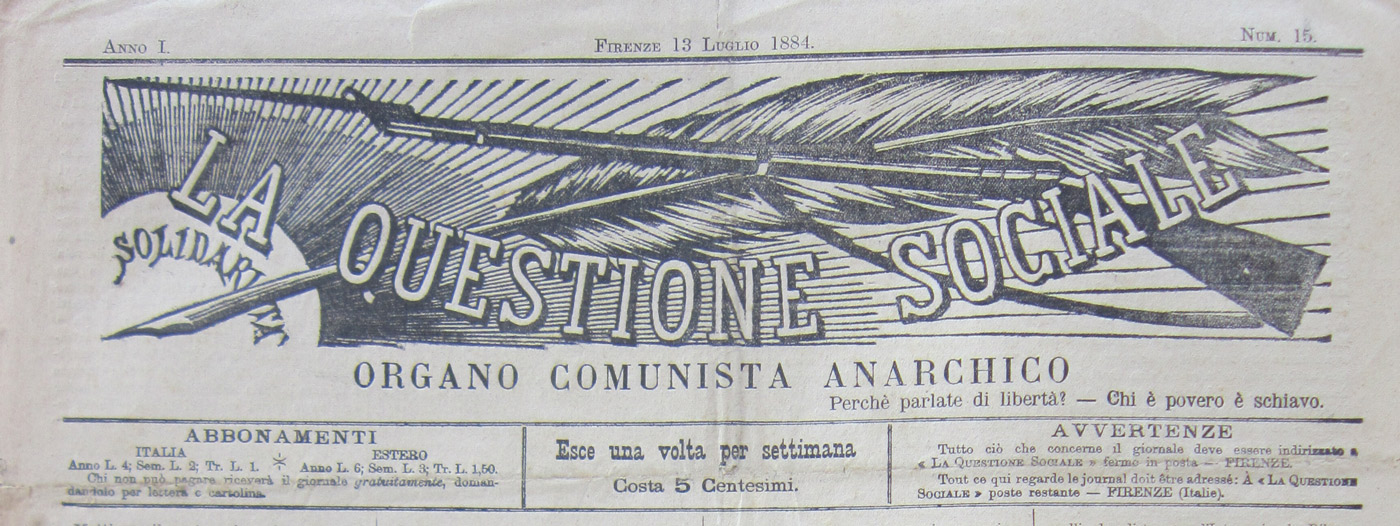 Anno I.
Firenze 13 Luglio 1884.
Num. 15.
LA QUESTIONE SOCIALE
SOLIDARITÀ
ORGANO COMUNISTA ANARCHICO
Perchè parlate di libertà? — Chi è povero è schiavo.
ABBONAMENTI
ITALIA
Anno L. 4; Sem. L. 2; Tr. L. 1.
ESTERO
Anno L. 6; Sem. L. 3; Tr. L. 1,50.
Chi non può pagare riceverà il giornale gratuitamente, doman-
dandolo per lettera o cartolina.
Esce una volta per settimana
Costa 5 Centesimi.
AVVERTENZE
Tutto ciò che concerne il giornale deve essere indirizzato a
« La Questione Sociale » fermo in posta — FIRENZE.
Tout ce qui regarde le journal doit être adressé: À « La Questione
Sociale » poste restante — FIRENZE (Italie).